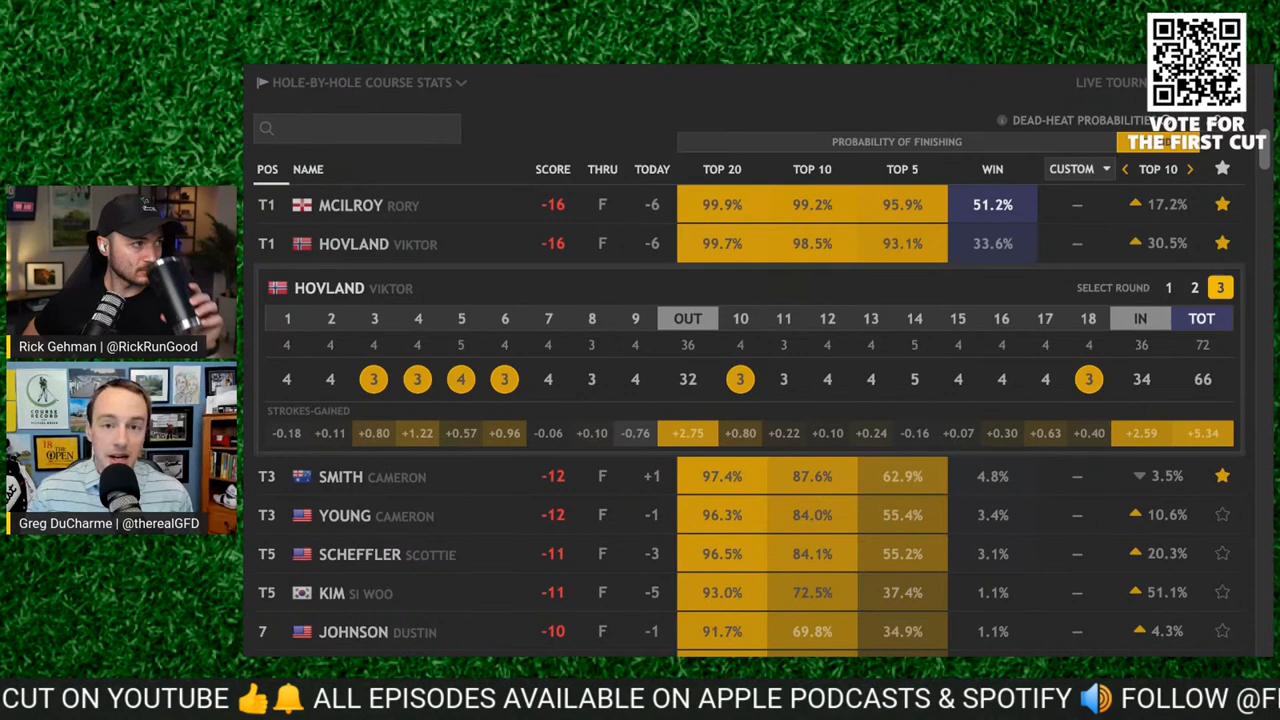 HOLE-BY-HOLE COURSE STATS
LIVE TOURN
DEAD-HEAT PROBABILITIE
VOTE FOR
THE FIRST CUT
PROBABILITY OF FINISHING
POS NAME SCORE THRU TODAY TOP 20 TOP 10 TOP 5 WIN CUSTOM TOP 10
T1 MCILROY RORY -16 F -6 99.9% 99.2% 95.9% 51.2% — 17.2%
T1 HOVLAND VIKTOR -16 F -6 99.7% 98.5% 93.1% 33.6% — 30.5%
HOVLAND VIKTOR SELECT ROUND 1 2 3
1 2 3 4 5 6 7 8 9 OUT 10 11 12 13 14 15 16 17 18 IN TOT
4 4 4 4 5 4 4 3 4 36 4 3 4 4 5 4 4 4 4 36 72
4 4 3 3 4 3 4 3 4 32 3 3 4 4 5 4 4 4 3 34 66
STROKES-GAINED
-0.18 +0.11 +0.80 +1.22 +0.57 +0.96 -0.06 +0.10 -0.76 +2.75 +0.80 +0.22 +0.10 +0.24 -0.16 +0.07 +0.30 +0.63 +0.40 +2.59 +5.34
T3 SMITH CAMERON -12 F +1 97.4% 87.6% 62.9% 4.8% — 3.5%
T3 YOUNG CAMERON -12 F -1 96.3% 84.0% 55.4% 3.4% — 10.6%
T5 SCHEFFLER SCOTTIE -11 F -3 96.5% 84.1% 55.2% 3.1% — 20.3%
T5 KIM SI WOO -11 F -5 93.0% 72.5% 37.4% 1.1% — 51.1%
7 JOHNSON DUSTIN -10 F -1 91.7% 69.8% 34.9% 1.1% — 4.3%
Rick Gehman | @RickRunGood
COURSE
RECORD
18
THE OPEN
Greg DuCharme | @therealGFD
CUT ON YOUTUBE 👍🔔 ALL EPISODES AVAILABLE ON APPLE PODCASTS & SPOTIFY 🔊 FOLLOW @FI